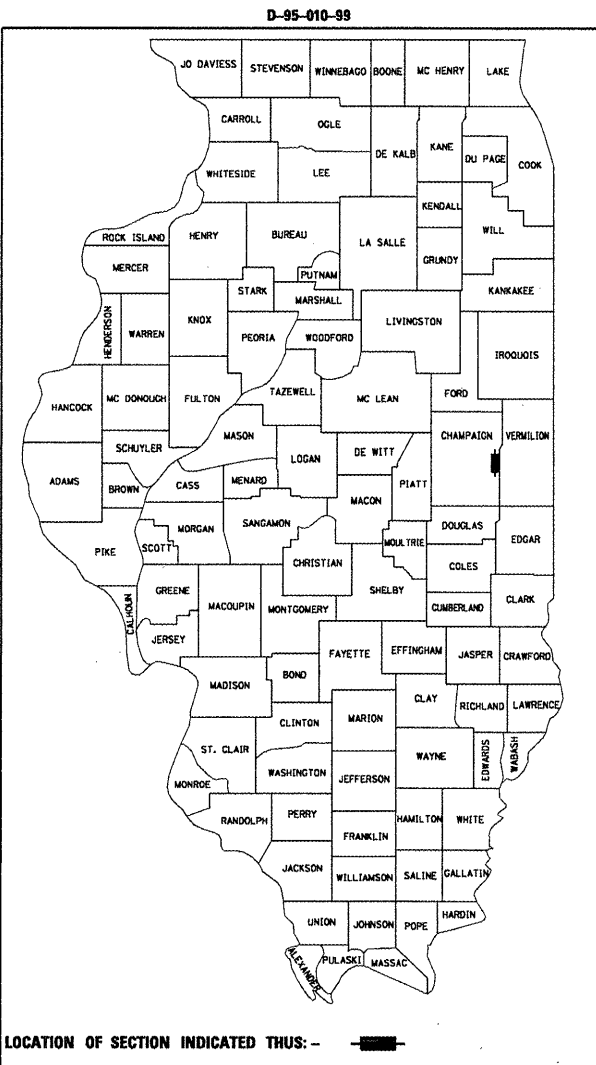 D-95-010-99
JO DAVIESS
STEVENSON
WINNEBAGO
BOONE
MC HENRY
LAKE
CARROLL
OGLE
DE KALB
KANE
DU PAGE
COOK
WHITESIDE
LEE
KENDALL
WILL
ROCK ISLAND
HENRY
BUREAU
LA SALLE
GRUNDY
MERCER
PUTNAM
KANKAKEE
STARK
MARSHALL
HENDERSON
WARREN
KNOX
PEORIA
WOODFORD
LIVINGSTON
IROQUOIS
HANCOCK
MC DONOUGH
FULTON
TAZEWELL
MC LEAN
FORD
MASON
CHAMPAIGN
VERMILION
SCHUYLER
LOGAN
DE WITT
ADAMS
BROWN
CASS
MENARD
MACON
PIATT
MORGAN
SANGAMON
DOUGLAS
EDGAR
PIKE
SCOTT
CHRISTIAN
MOULTRIE
COLES
CALHOUN
GREENE
MACOUPIN
MONTGOMERY
SHELBY
CUMBERLAND
CLARK
JERSEY
FAYETTE
EFFINGHAM
JASPER
CRAWFORD
MADISON
BOND
CLAY
RICHLAND
LAWRENCE
CLINTON
MARION
ST. CLAIR
WAYNE
EDWARDS
WABASH
WASHINGTON
JEFFERSON
MONROE
RANDOLPH
PERRY
HAMILTON
WHITE
FRANKLIN
JACKSON
WILLIAMSON
SALINE
GALLATIN
UNION
JOHNSON
POPE
HARDIN
ALEXANDER
PULASKI
MASSAC
LOCATION OF SECTION INDICATED THUS: -